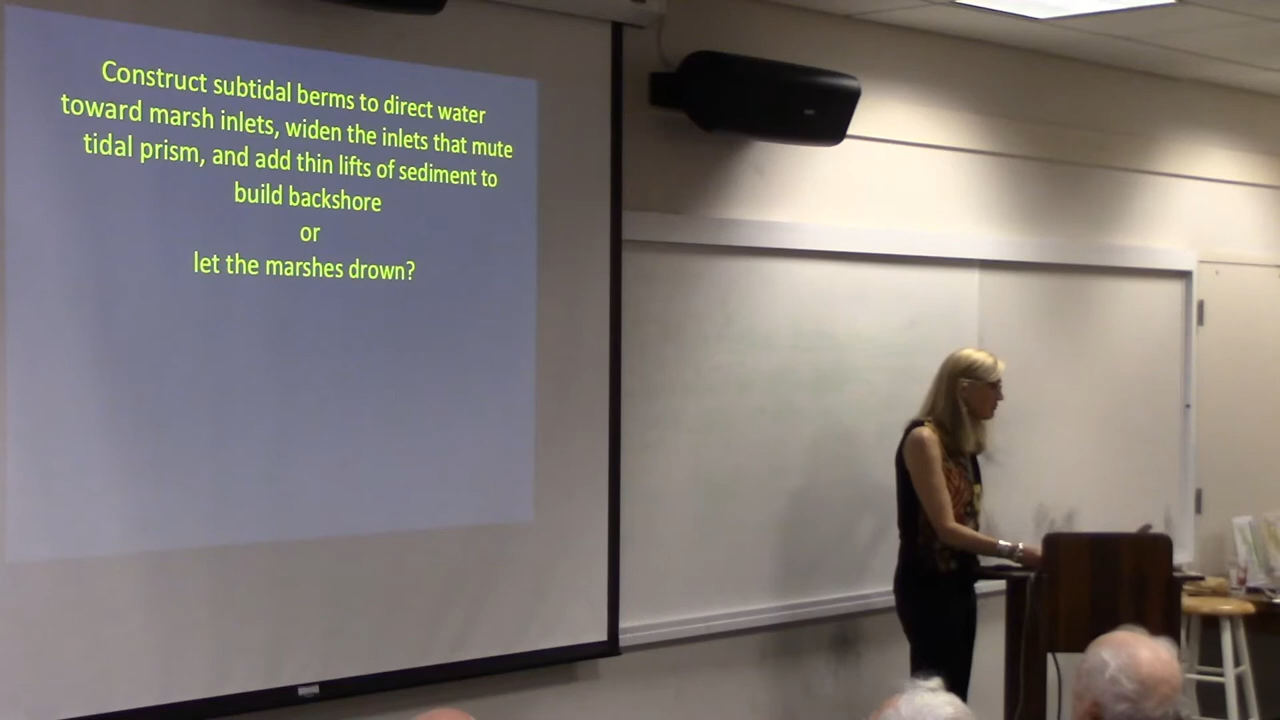 Construct subtidal berms to direct water
toward marsh inlets, widen the inlets that mute
tidal prism, and add thin lifts of sediment to
build backshore
or
let the marshes drown?